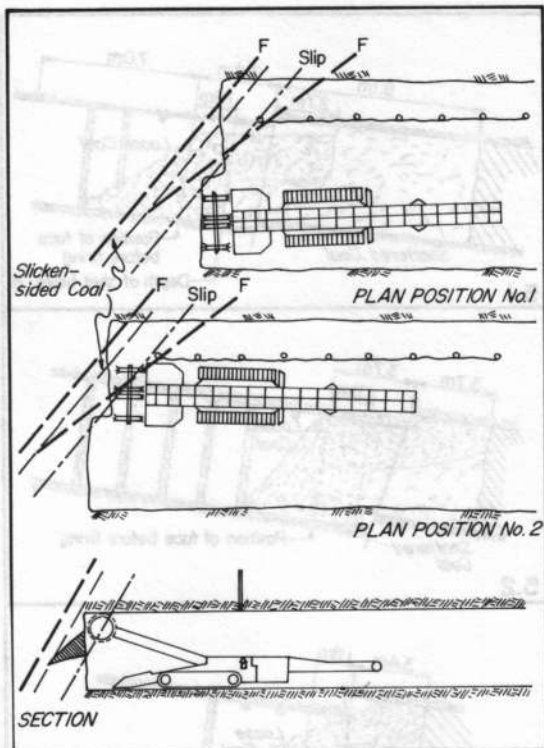 F Slip F
PLAN POSITION No.1
Slicken-
sided Coal
F Slip F
PLAN POSITION No. 2
SECTION